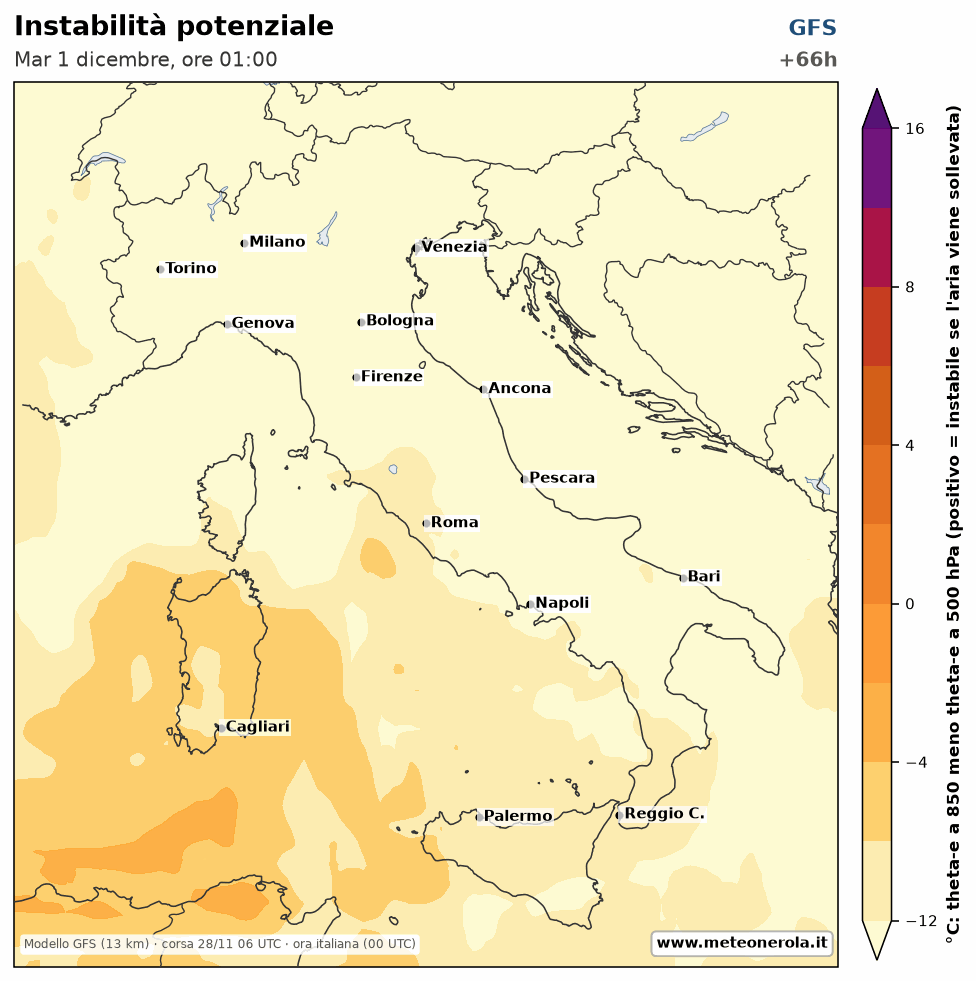 Instabilità potenziale
GFS
Mar 1 dicembre, ore 01:00
+66h
Milano
Venezia
Torino
Genova
Bologna
Firenze
Ancona
Pescara
Roma
Bari
Napoli
Cagliari
Palermo
Reggio C.
Modello GFS (13 km) · corsa 28/11 06 UTC · ora italiana (00 UTC)
www.meteonerola.it
16
8
4
0
−4
−12
°C: theta-e a 850 meno theta-e a 500 hPa (positivo = instabile se l'aria viene sollevata)